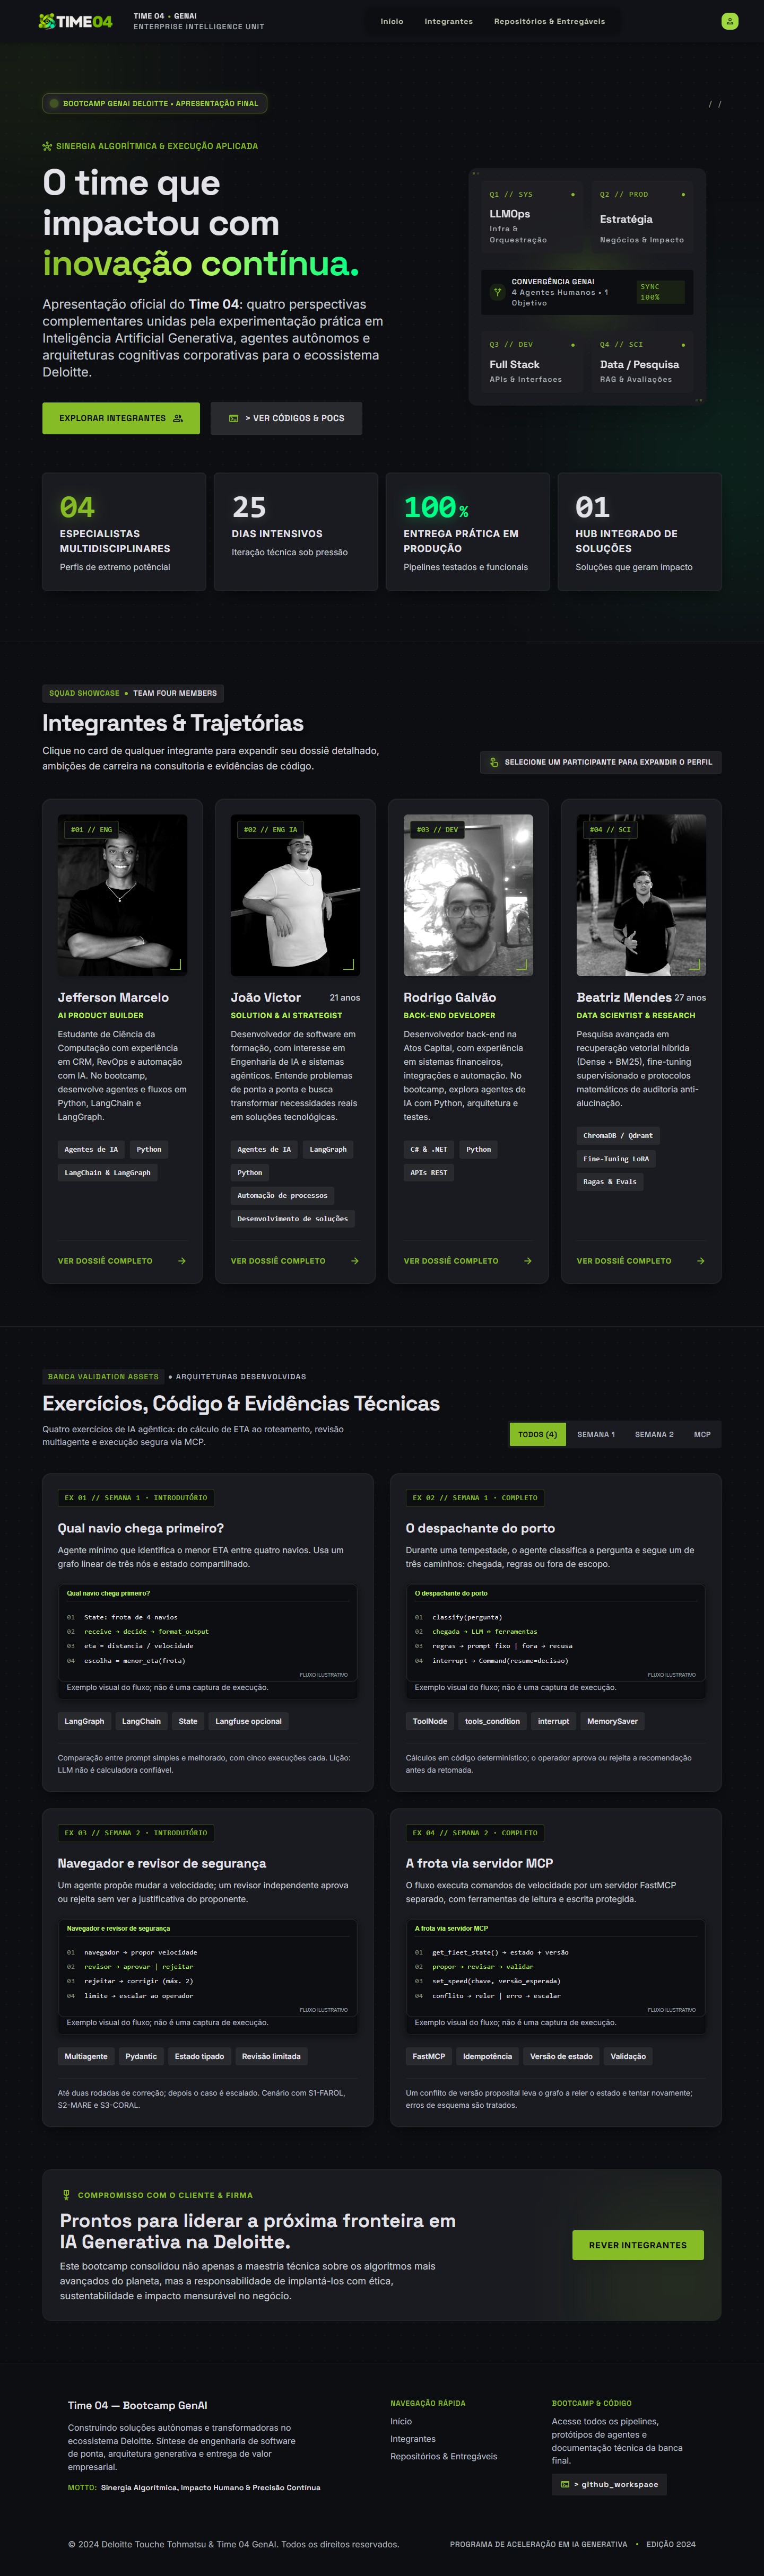 TIME04
TIME 04 • GENAI
ENTERPRISE INTELLIGENCE UNIT
Início
Integrantes
Repositórios & Entregáveis
BOOTCAMP GENAI DELOITTE • APRESENTAÇÃO FINAL
/ /
SINERGIA ALGORÍTMICA & EXECUÇÃO APLICADA
O time que
impactou com
inovação contínua.
Apresentação oficial do Time 04: quatro perspectivas
complementares unidas pela experimentação prática em
Inteligência Artificial Generativa, agentes autônomos e
arquiteturas cognitivas corporativas para o ecossistema
Deloitte.
EXPLORAR INTEGRANTES
> VER CÓDIGOS & POCS
Q1 // SYS
LLMOps
Infra &
Orquestração
Q2 // PROD
Estratégia
Negócios & Impacto
CONVERGÊNCIA GENAI
4 Agentes Humanos • 1
Objetivo
SYNC
100%
Q3 // DEV
Full Stack
APIs & Interfaces
Q4 // SCI
Data / Pesquisa
RAG & Avaliações
04
ESPECIALISTAS
MULTIDISCIPLINARES
Perfis de extremo potêncial
25
DIAS INTENSIVOS
Iteração técnica sob pressão
100%
ENTREGA PRÁTICA EM
PRODUÇÃO
Pipelines testados e funcionais
01
HUB INTEGRADO DE
SOLUÇÕES
Soluções que geram impacto
SQUAD SHOWCASE • TEAM FOUR MEMBERS
Integrantes & Trajetórias
Clique no card de qualquer integrante para expandir seu dossiê detalhado,
ambições de carreira na consultoria e evidências de código.
SELECIONE UM PARTICIPANTE PARA EXPANDIR O PERFIL
#01 // ENG
Jefferson Marcelo
AI PRODUCT BUILDER
Estudante de Ciência da
Computação com experiência
em CRM, RevOps e automação
com IA. No bootcamp,
desenvolve agentes e fluxos em
Python, LangChain e
LangGraph.
Agentes de IA
Python
LangChain & LangGraph
VER DOSSIÊ COMPLETO
#02 // ENG IA
João Victor
21 anos
SOLUTION & AI STRATEGIST
Desenvolvedor de software em
formação, com interesse em
Engenharia de IA e sistemas
agênticos. Entende problemas
de ponta a ponta e busca
transformar necessidades reais
em soluções tecnológicas.
Agentes de IA
LangGraph
Python
Automação de processos
Desenvolvimento de soluções
VER DOSSIÊ COMPLETO
#03 // DEV
Rodrigo Galvão
BACK-END DEVELOPER
Desenvolvedor back-end na
Atos Capital, com experiência
em sistemas financeiros,
integrações e automação. No
bootcamp, explora agentes de
IA com Python, arquitetura e
testes.
C# & .NET
Python
APIs REST
VER DOSSIÊ COMPLETO
#04 // SCI
Beatriz Mendes
27 anos
DATA SCIENTIST & RESEARCH
Pesquisa avançada em
recuperação vetorial híbrida
(Dense + BM25), fine-tuning
supervisionado e protocolos
matemáticos de auditoria anti-
alucinação.
ChromaDB / Qdrant
Fine-Tuning LoRA
Ragas & Evals
VER DOSSIÊ COMPLETO
BANCA VALIDATION ASSETS • ARQUITETURAS DESENVOLVIDAS
Exercícios, Código & Evidências Técnicas
Quatro exercícios de IA agêntica: do cálculo de ETA ao roteamento, revisão
multiagente e execução segura via MCP.
TODOS (4)
SEMANA 1
SEMANA 2
MCP
EX 01 // SEMANA 1 · INTRODUTÓRIO
Qual navio chega primeiro?
Agente mínimo que identifica o menor ETA entre quatro navios. Usa um
grafo linear de três nós e estado compartilhado.
Qual navio chega primeiro?
01 State: frota de 4 navios
02 receive → decide → format_output
03 eta = distancia / velocidade
04 escolha = menor_eta(frota)
FLUXO ILUSTRATIVO
Exemplo visual do fluxo; não é uma captura de execução.
LangGraph
LangChain
State
Langfuse opcional
Comparação entre prompt simples e melhorado, com cinco execuções cada. Lição:
LLM não é calculadora confiável.
EX 02 // SEMANA 1 · COMPLETO
O despachante do porto
Durante uma tempestade, o agente classifica a pergunta e segue um de
três caminhos: chegada, regras ou fora de escopo.
O despachante do porto
01 classify(pergunta)
02 chegada → LLM ↔ ferramentas
03 regras → prompt fixo | fora → recusa
04 interrupt → Command(resume=decisao)
FLUXO ILUSTRATIVO
Exemplo visual do fluxo; não é uma captura de execução.
ToolNode
tools_condition
interrupt
MemorySaver
Cálculos em código determinístico; o operador aprova ou rejeita a recomendação
antes da retomada.
EX 03 // SEMANA 2 · INTRODUTÓRIO
Navegador e revisor de segurança
Um agente propõe mudar a velocidade; um revisor independente aprova
ou rejeita sem ver a justificativa do proponente.
Navegador e revisor de segurança
01 navegador → propor velocidade
02 revisor → aprovar | rejeitar
03 rejeitar → corrigir (máx. 2)
04 limite → escalar ao operador
FLUXO ILUSTRATIVO
Exemplo visual do fluxo; não é uma captura de execução.
Multiagente
Pydantic
Estado tipado
Revisão limitada
Até duas rodadas de correção; depois o caso é escalado. Cenário com S1-FAROL,
S2-MARE e S3-CORAL.
EX 04 // SEMANA 2 · COMPLETO
A frota via servidor MCP
O fluxo executa comandos de velocidade por um servidor FastMCP
separado, com ferramentas de leitura e escrita protegida.
A frota via servidor MCP
01 get_fleet_state() → estado + versão
02 propor → revisar → validar
03 set_speed(chave, versão_esperada)
04 conflito → reler | erro → escalar
FLUXO ILUSTRATIVO
Exemplo visual do fluxo; não é uma captura de execução.
FastMCP
Idempotência
Versão de estado
Validação
Um conflito de versão proposital leva o grafo a reler o estado e tentar novamente;
erros de esquema são tratados.
COMPROMISSO COM O CLIENTE & FIRMA
Prontos para liderar a próxima fronteira em
IA Generativa na Deloitte.
Este bootcamp consolidou não apenas a maestria técnica sobre os algoritmos mais
avançados do planeta, mas a responsabilidade de implantá-los com ética,
sustentabilidade e impacto mensurável no negócio.
REVER INTEGRANTES
Time 04 — Bootcamp GenAI
Construindo soluções autônomas e transformadoras no
ecossistema Deloitte. Síntese de engenharia de software
de ponta, arquitetura generativa e entrega de valor
empresarial.
MOTTO: Sinergia Algorítmica, Impacto Humano & Precisão Contínua
NAVEGAÇÃO RÁPIDA
Início
Integrantes
Repositórios & Entregáveis
BOOTCAMP & CÓDIGO
Acesse todos os pipelines,
protótipos de agentes e
documentação técnica da banca
final.
> github_workspace
© 2024 Deloitte Touche Tohmatsu & Time 04 GenAI. Todos os direitos reservados.
PROGRAMA DE ACELERAÇÃO EM IA GENERATIVA • EDIÇÃO 2024